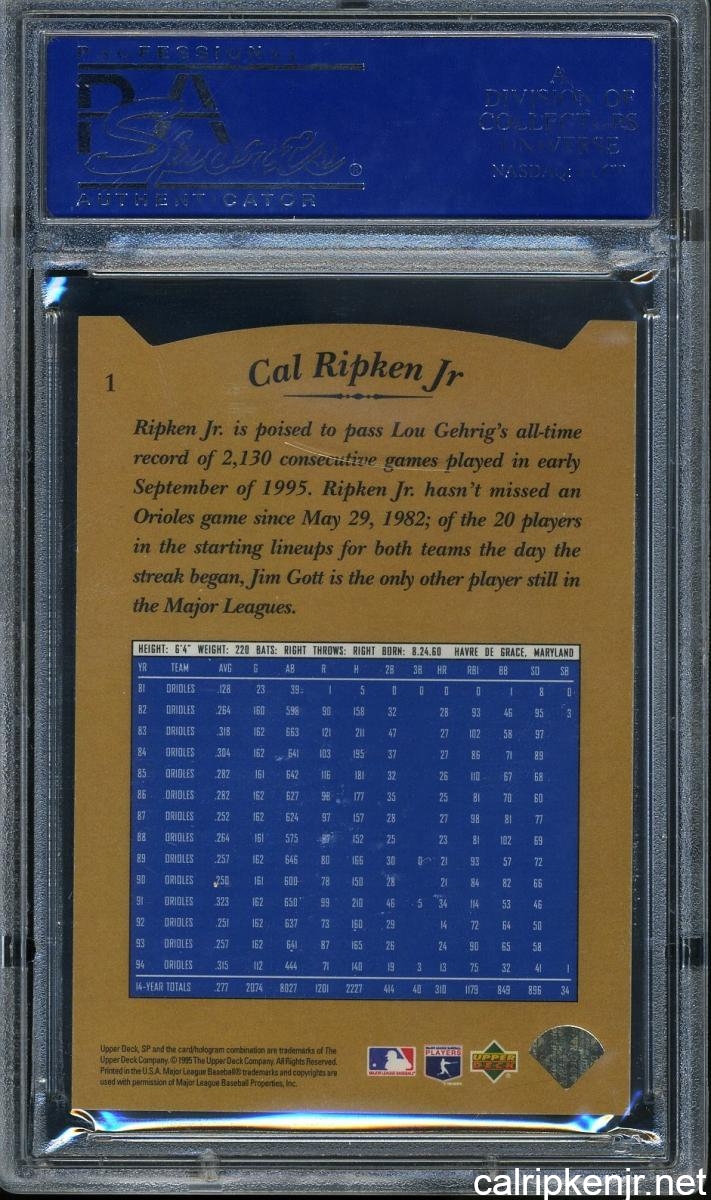 PROFESSIONAL
PSA
Sports
AUTHENTICATOR
A
DIVISION OF
COLLECTORS
UNIVERSE
NASDAQ: CLCT
1
Cal Ripken Jr
Ripken Jr. is poised to pass Lou Gehrig's all-time
record of 2,130 consecutive games played in early
September of 1995. Ripken Jr. hasn't missed an
Orioles game since May 29, 1982; of the 20 players
in the starting lineups for both teams the day the
streak began, Jim Gott is the only other player still in
the Major Leagues.
HEIGHT: 6'4" WEIGHT: 220 BATS: RIGHT THROWS: RIGHT BORN: 8.24.60 HAVRE DE GRACE, MARYLAND
YR TEAM AVG G AB R H 2B 3B HR RBI BB SO SB
81 ORIOLES .128 23 39 1 5 0 0 0 0 1 8 0
82 ORIOLES .264 160 598 90 158 32 28 93 46 95 3
83 ORIOLES .318 162 663 121 211 47 27 102 58 97
84 ORIOLES .304 162 641 103 195 37 27 86 71 89
85 ORIOLES .282 161 642 116 181 32 26 110 67 68
86 ORIOLES .282 162 627 98 177 35 25 81 70 60
87 ORIOLES .252 162 624 97 157 28 27 98 81 77
88 ORIOLES .264 161 575 87 152 25 23 81 102 69
89 ORIOLES .257 162 646 80 166 30 0 21 93 57 72
90 ORIOLES .250 161 600 78 150 28 21 84 82 66
91 ORIOLES .323 162 650 99 210 46 5 34 114 53 46
92 ORIOLES .251 162 637 73 160 29 14 72 64 50
93 ORIOLES .257 162 641 87 165 26 24 90 65 58
94 ORIOLES .315 112 444 71 140 19 3 13 75 32 41 1
14-YEAR TOTALS .277 2074 8027 1201 2227 414 40 310 1179 849 896 34
Upper Deck, SP and the card/hologram combination are trademarks of The
Upper Deck Company. © 1995 The Upper Deck Company. All Rights Reserved.
Printed in the U.S.A. Major League Baseball® trademarks and copyrights are
used with permission of Major League Baseball Properties, Inc.
MAJOR LEAGUE BASEBALL
MAJOR LEAGUE BASEBALL
PLAYERS
UPPER
DECK
calripkenjr.net